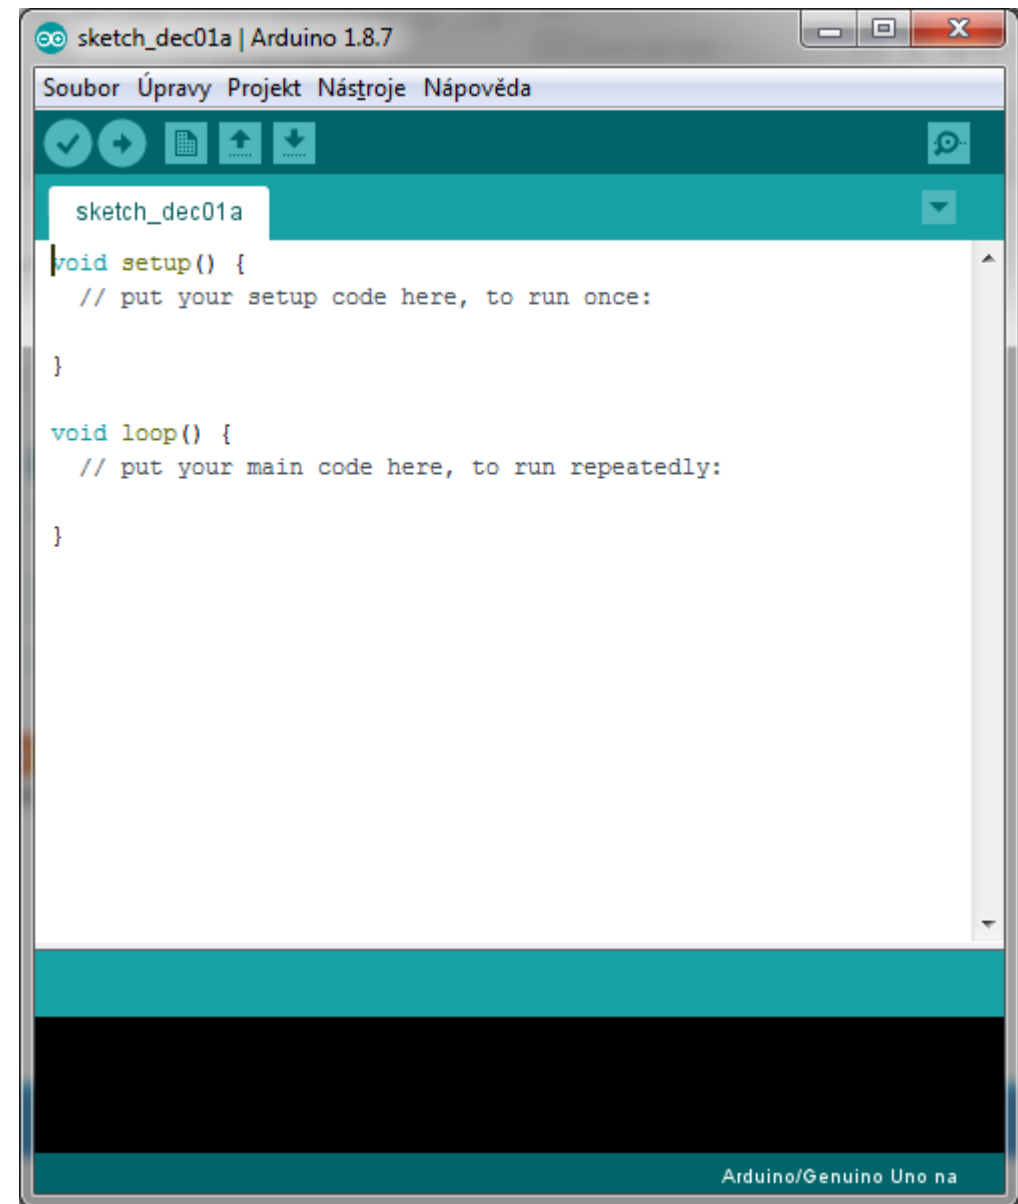 sketch_dec01a | Arduino 1.8.7
Soubor Úpravy Projekt Nástroje Nápověda
sketch_dec01a
void setup() {
  // put your setup code here, to run once:
}
void loop() {
  // put your main code here, to run repeatedly:
}
Arduino/Genuino Uno na